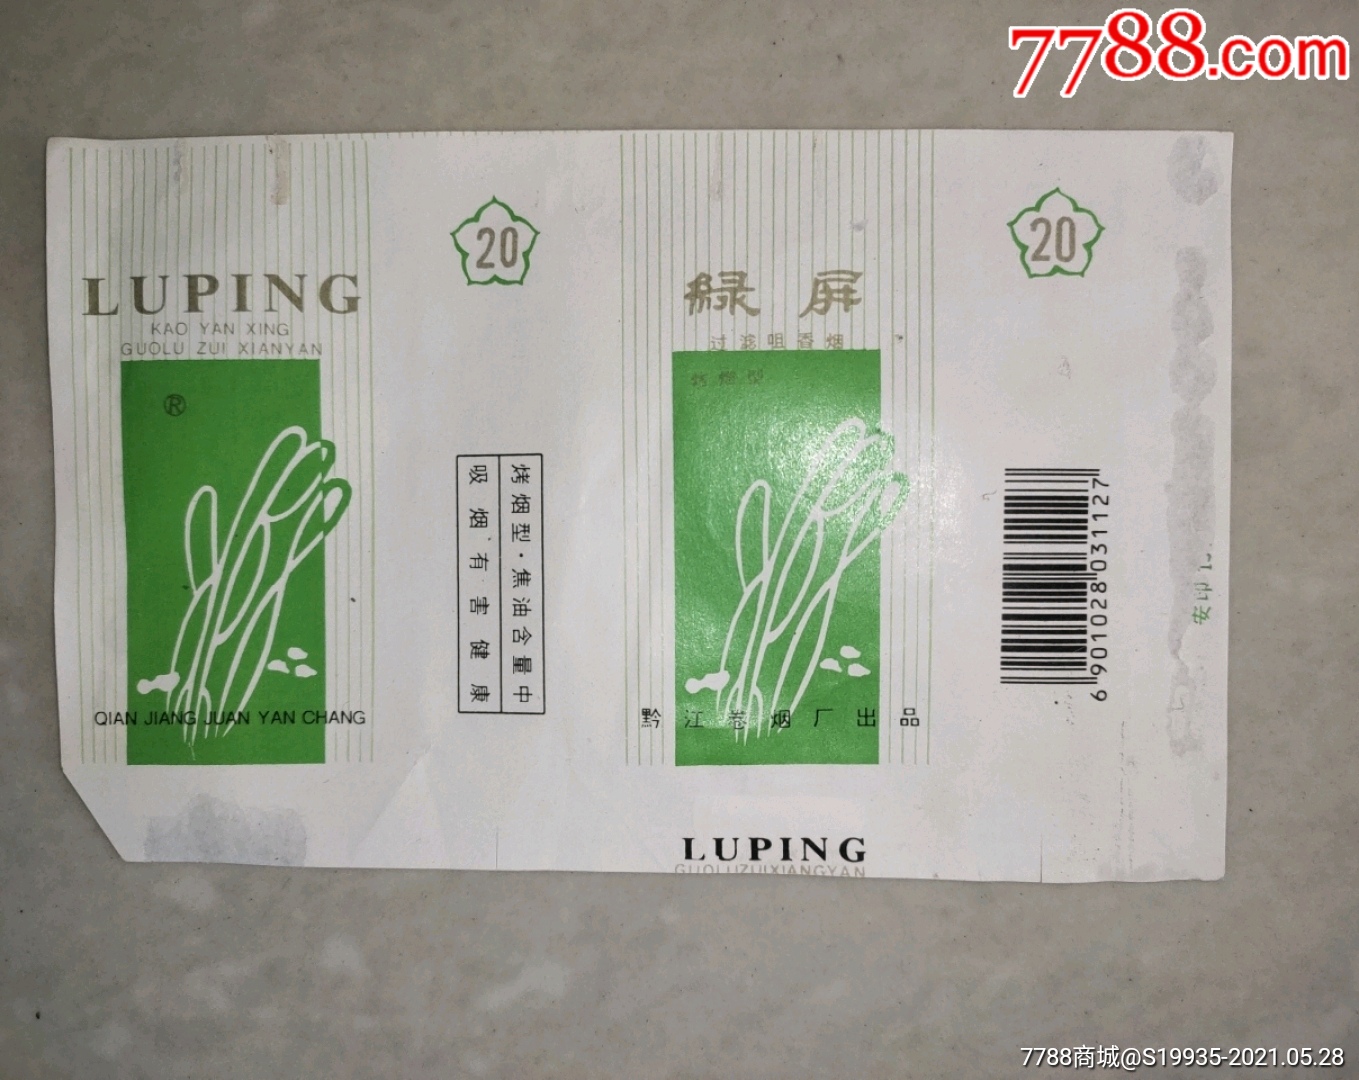 7788.com
LUPING
KAO YAN XING
GUOLU ZUI XIANYAN
®
QIAN JIANG JUAN YAN CHANG
20
烤烟型·焦油含量中
吸烟有害健康
綠屏
过滤咀香烟
烤烟型
黔江卷烟厂出品
LUPING
GUOLUZUIXIANGYAN
20
6901028031127
安印
7788商城@S19935-2021.05.28